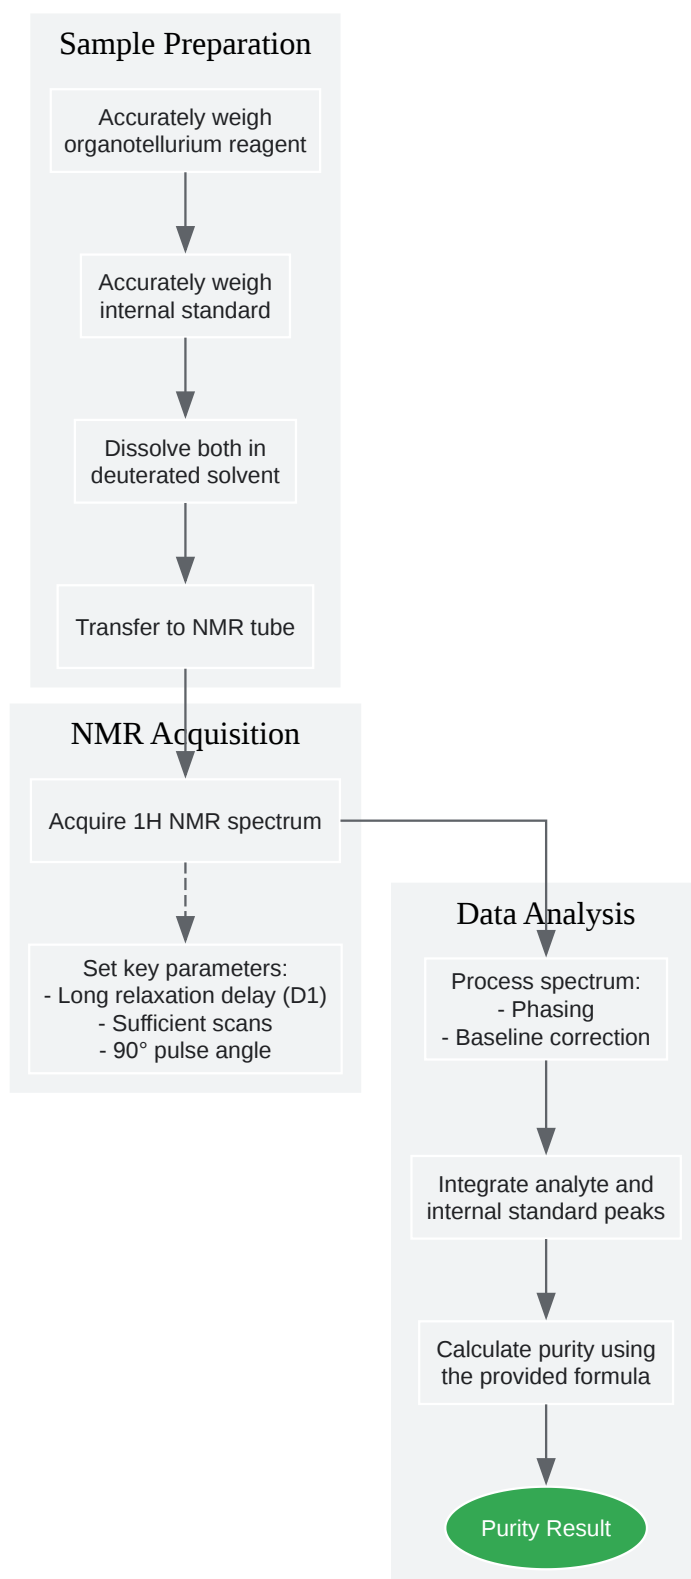 Sample Preparation
Accurately weigh
organotellurium reagent
Accurately weigh
internal standard
Dissolve both in
deuterated solvent
Transfer to NMR tube
NMR Acquisition
Acquire 1H NMR spectrum
Set key parameters:
- Long relaxation delay (D1)
- Sufficient scans
- 90° pulse angle
Data Analysis
Process spectrum:
- Phasing
- Baseline correction
Integrate analyte and
internal standard peaks
Calculate purity using
the provided formula
Purity Result